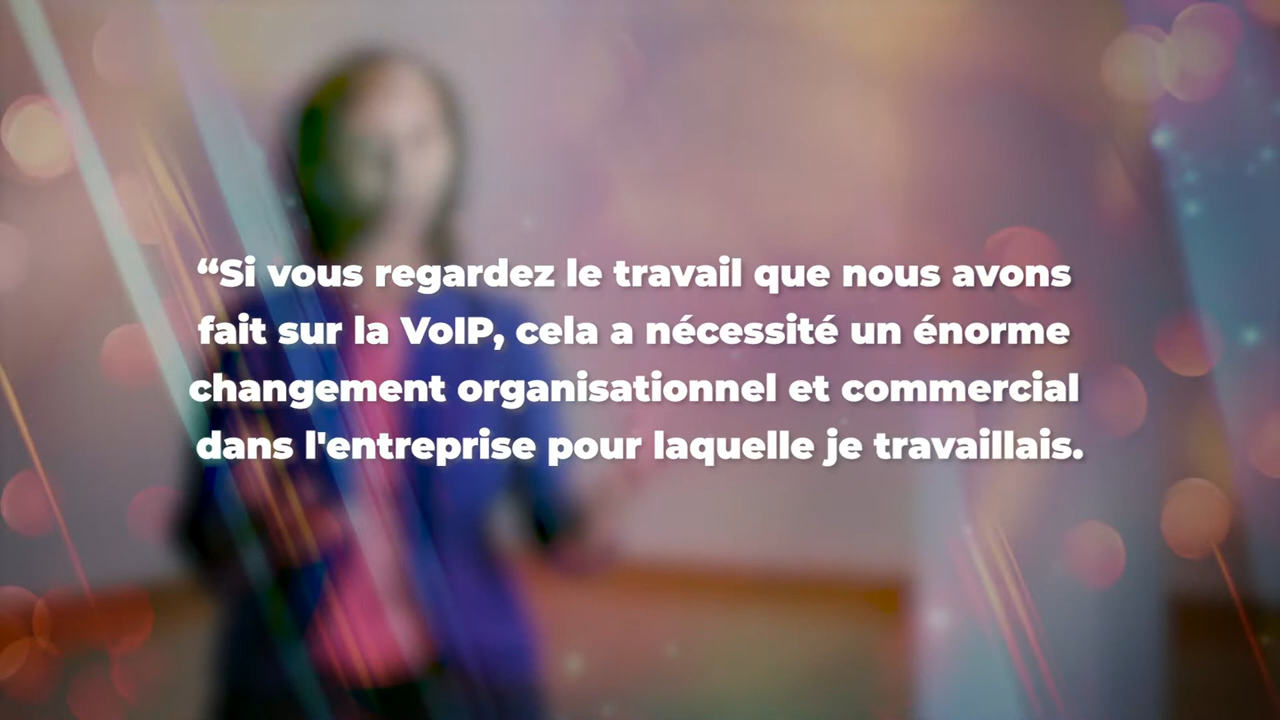 “Si vous regardez le travail que nous avons
fait sur la VoIP, cela a nécessité un énorme
changement organisationnel et commercial
dans l'entreprise pour laquelle je travaillais.